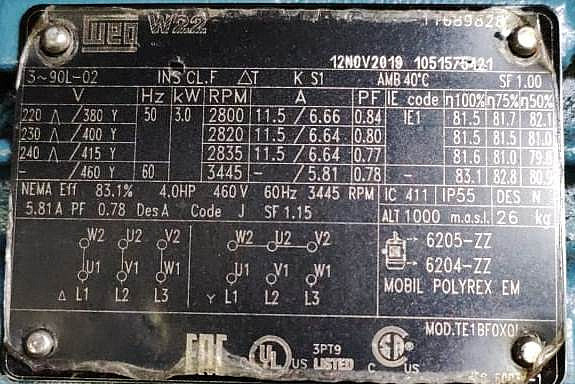 WEG W22 11689828
12NOV2019 1051575421
3~90L-02 INS CL.F △T K S1 AMB 40°C SF 1.00
V Hz kW RPM A PF IE code η100% η75% η50%
220 △/380 Y 50 3.0 2800 11.5/6.66 0.84 IE1 81.5 81.7 82.1
230 △/400 Y 2820 11.5/6.64 0.80 81.5 81.5 81.0
240 △/415 Y 2835 11.5/6.64 0.77 81.6 81.0 79.8
- /460 Y 60 3445 - /5.81 0.78 - 83.1 82.8 80.9
NEMA Eff 83.1% 4.0HP 460V 60Hz 3445 RPM IC 411 IP55 DES N
5.81A PF 0.78 Des A Code J SF 1.15 ALT 1000 m.a.s.l. 26 kg
W2 U2 V2 W2 U2 V2 6205-ZZ
U1 V1 W1 U1 V1 W1 6204-ZZ
△ L1 L2 L3 Y L1 L2 L3 MOBIL POLYREX EM
MOD.TE1BF0X0
EAC UL US 3PT9 LISTED C US